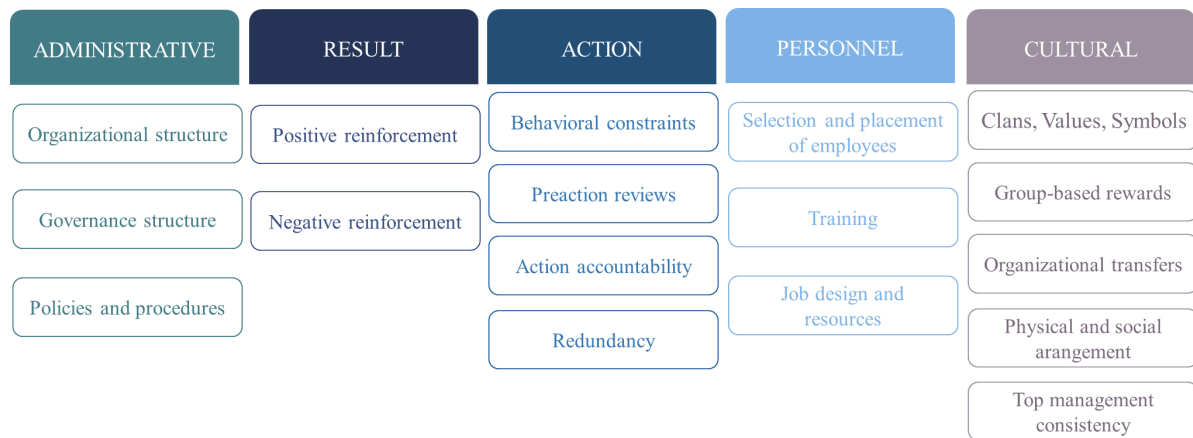 ADMINISTRATIVE
Organizational structure
Governance structure
Policies and procedures
RESULT
Positive reinforcement
Negative reinforcement
ACTION
Behavioral constraints
Preaction reviews
Action accountability
Redundancy
PERSONNEL
Selection and placement
of employees
Training
Job design and
resources
CULTURAL
Clans, Values, Symbols
Group-based rewards
Organizational transfers
Physical and social
arangement
Top management
consistency